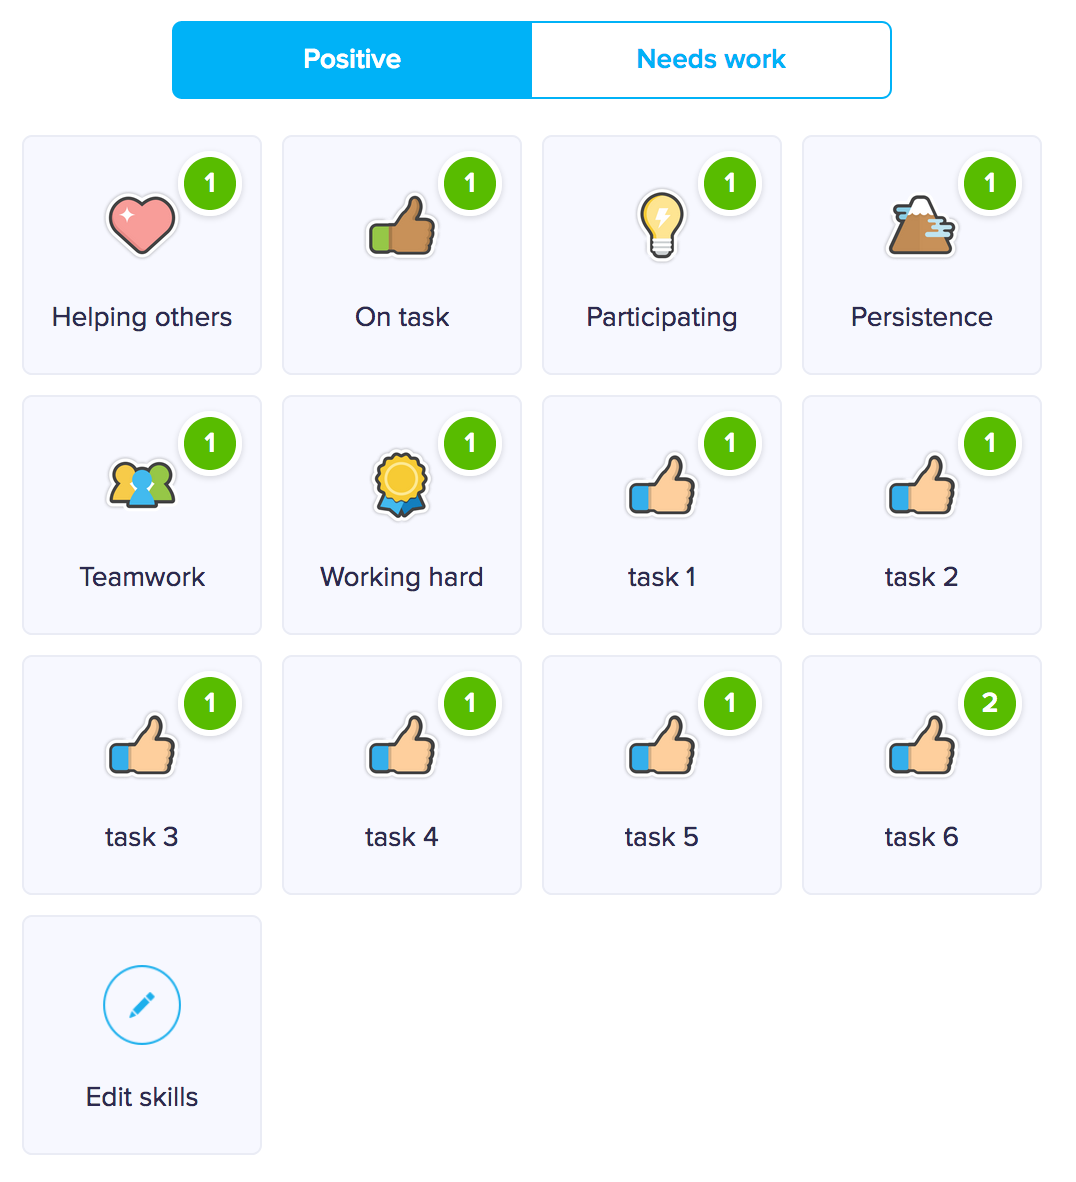 Positive Needs work
1 1 1 1
Helping others On task Participating Persistence
1 1 1 1
Teamwork Working hard task 1 task 2
1 1 1 2
task 3 task 4 task 5 task 6
Edit skills